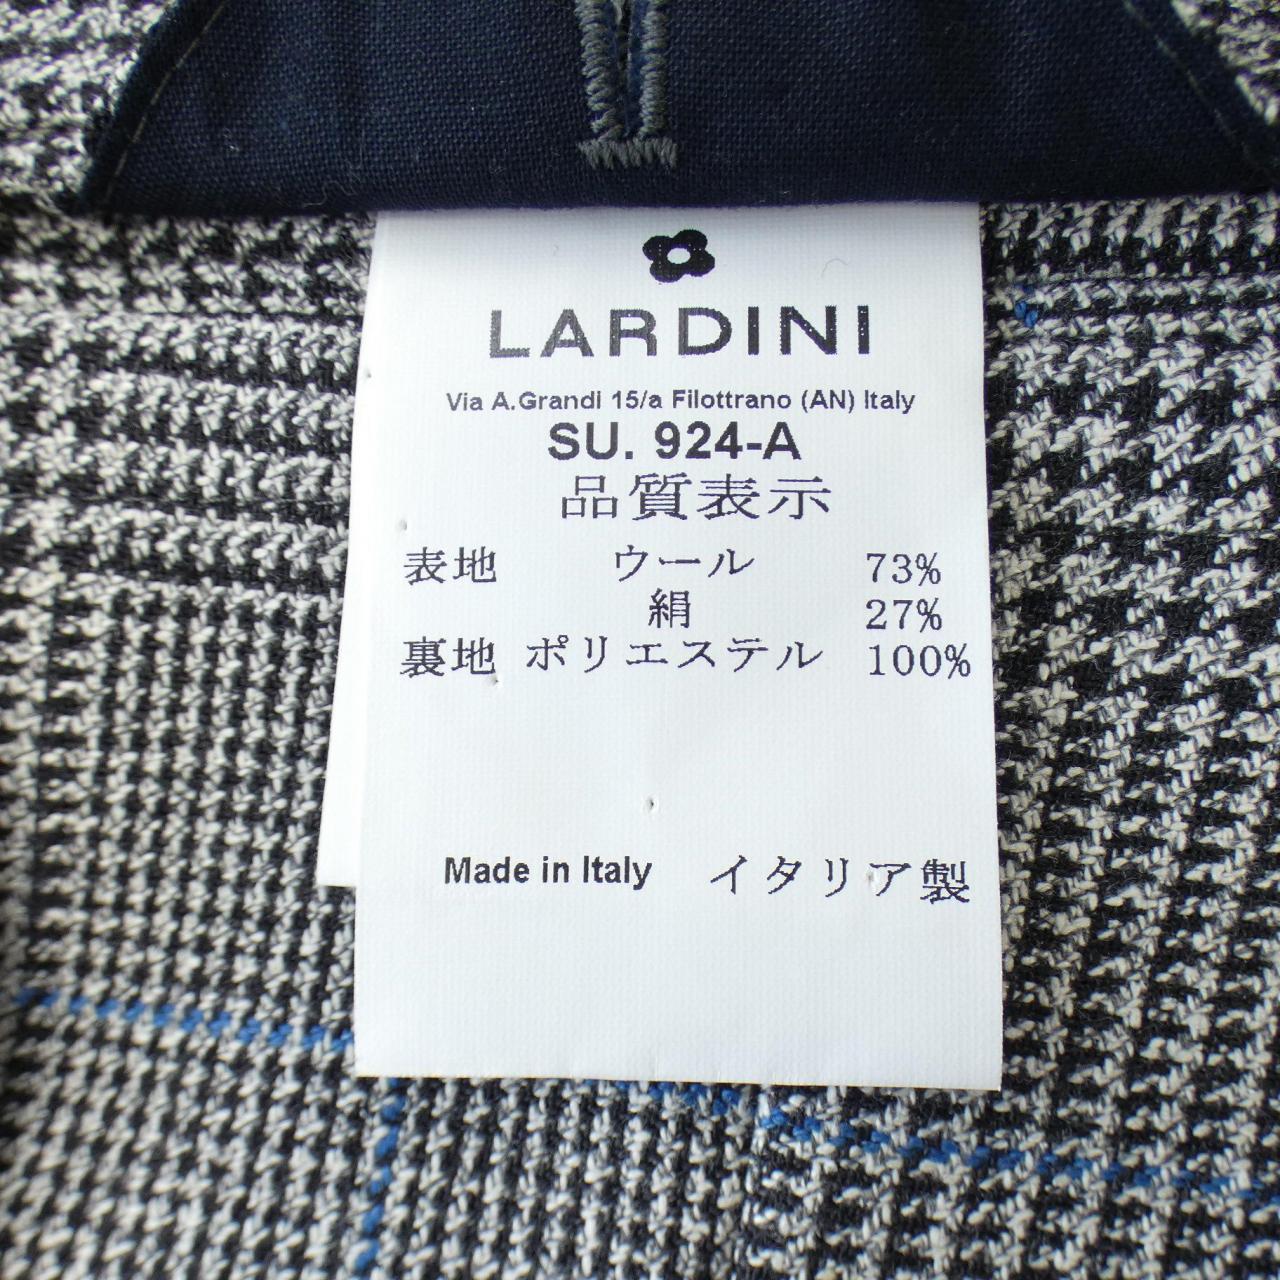 LARDINI
Via A.Grandi 15/a Filottrano (AN) Italy
SU. 924-A
品質表示
表地 ウール 73%
絹 27%
裏地 ポリエステル 100%
Made in Italy イタリア製